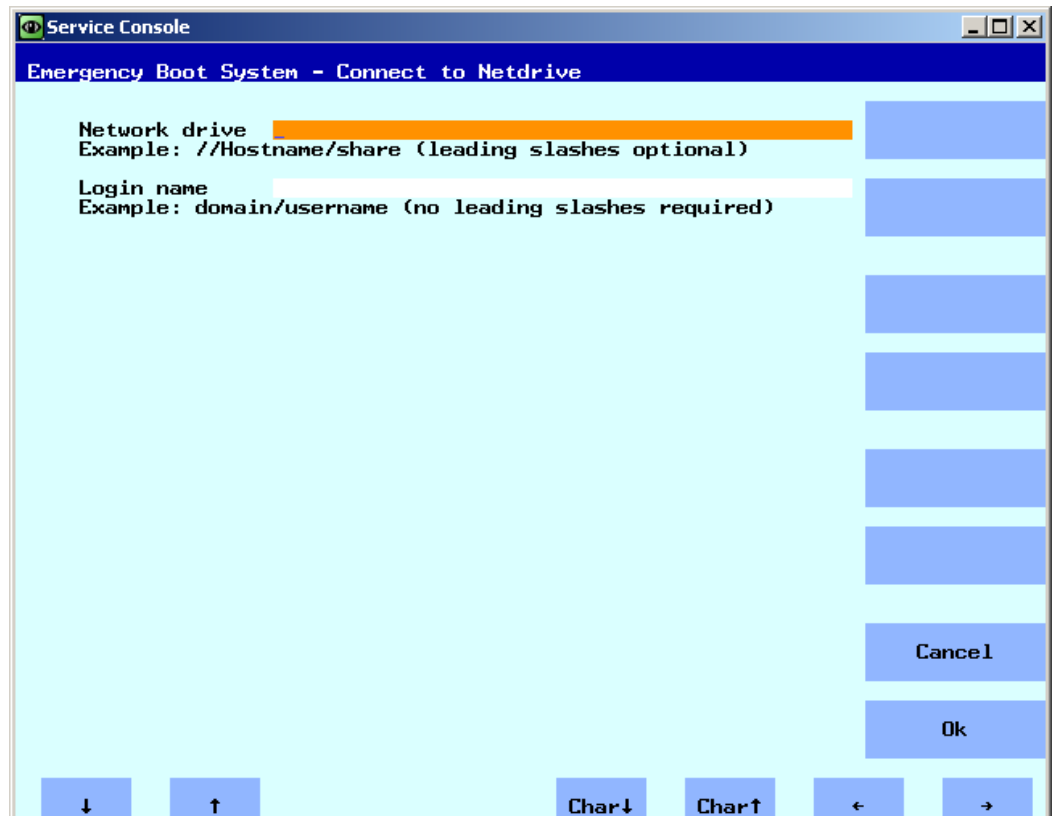 Service Console
Emergency Boot System - Connect to Netdrive
Network drive _
Example: //Hostname/share (leading slashes optional)
Login name
Example: domain/username (no leading slashes required)
Cancel
Ok
↓ ↑ Char↓ Char↑ ← →